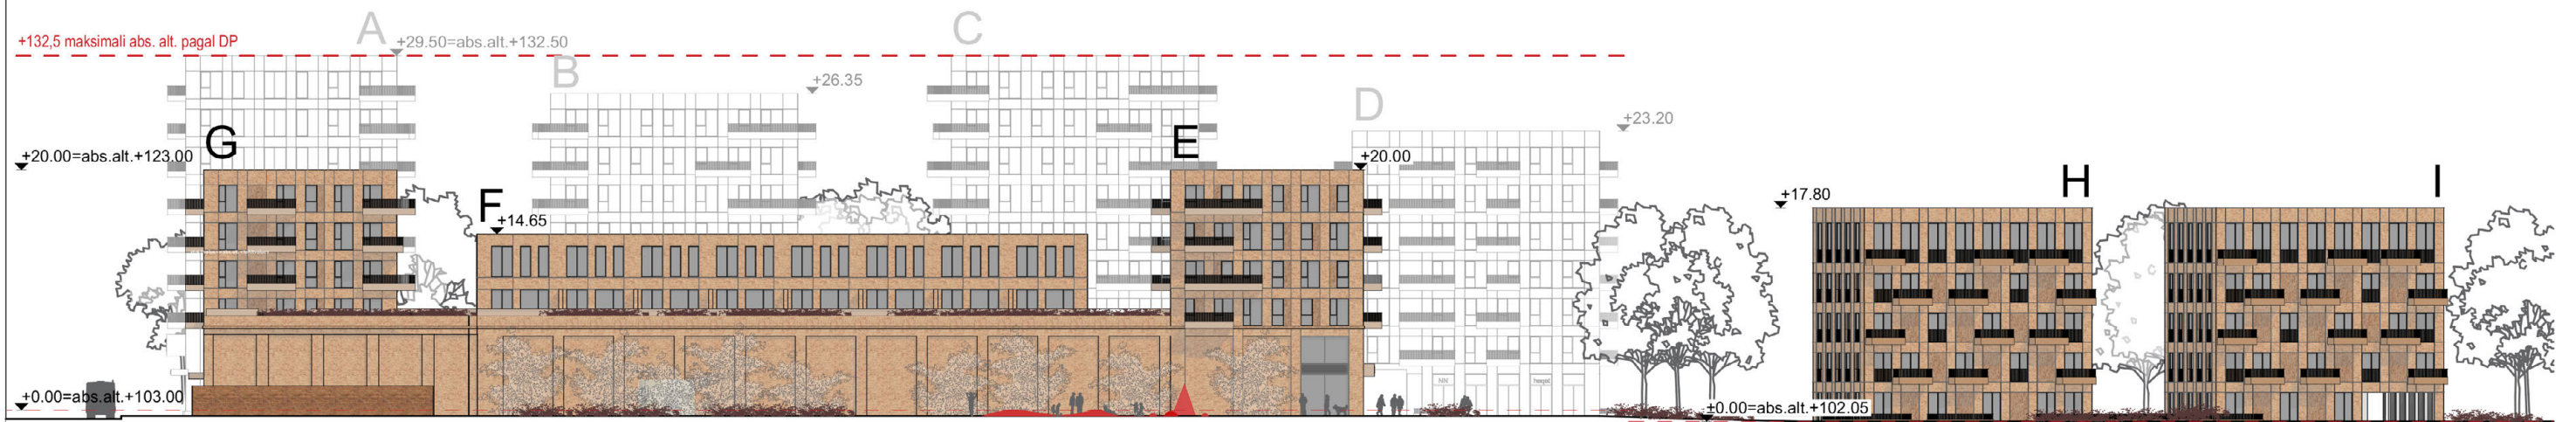 A
C
+132,5 maksimali abs. alt. pagal DP
+29.50=abs.alt.+132.50
B
+26.35
D
+23.20
G
E
+20.00=abs.alt.+123.00
+20.00
H
I
F
+14.65
+17.80
+0.00=abs.alt.+103.00
±0.00=abs.alt.+102.05